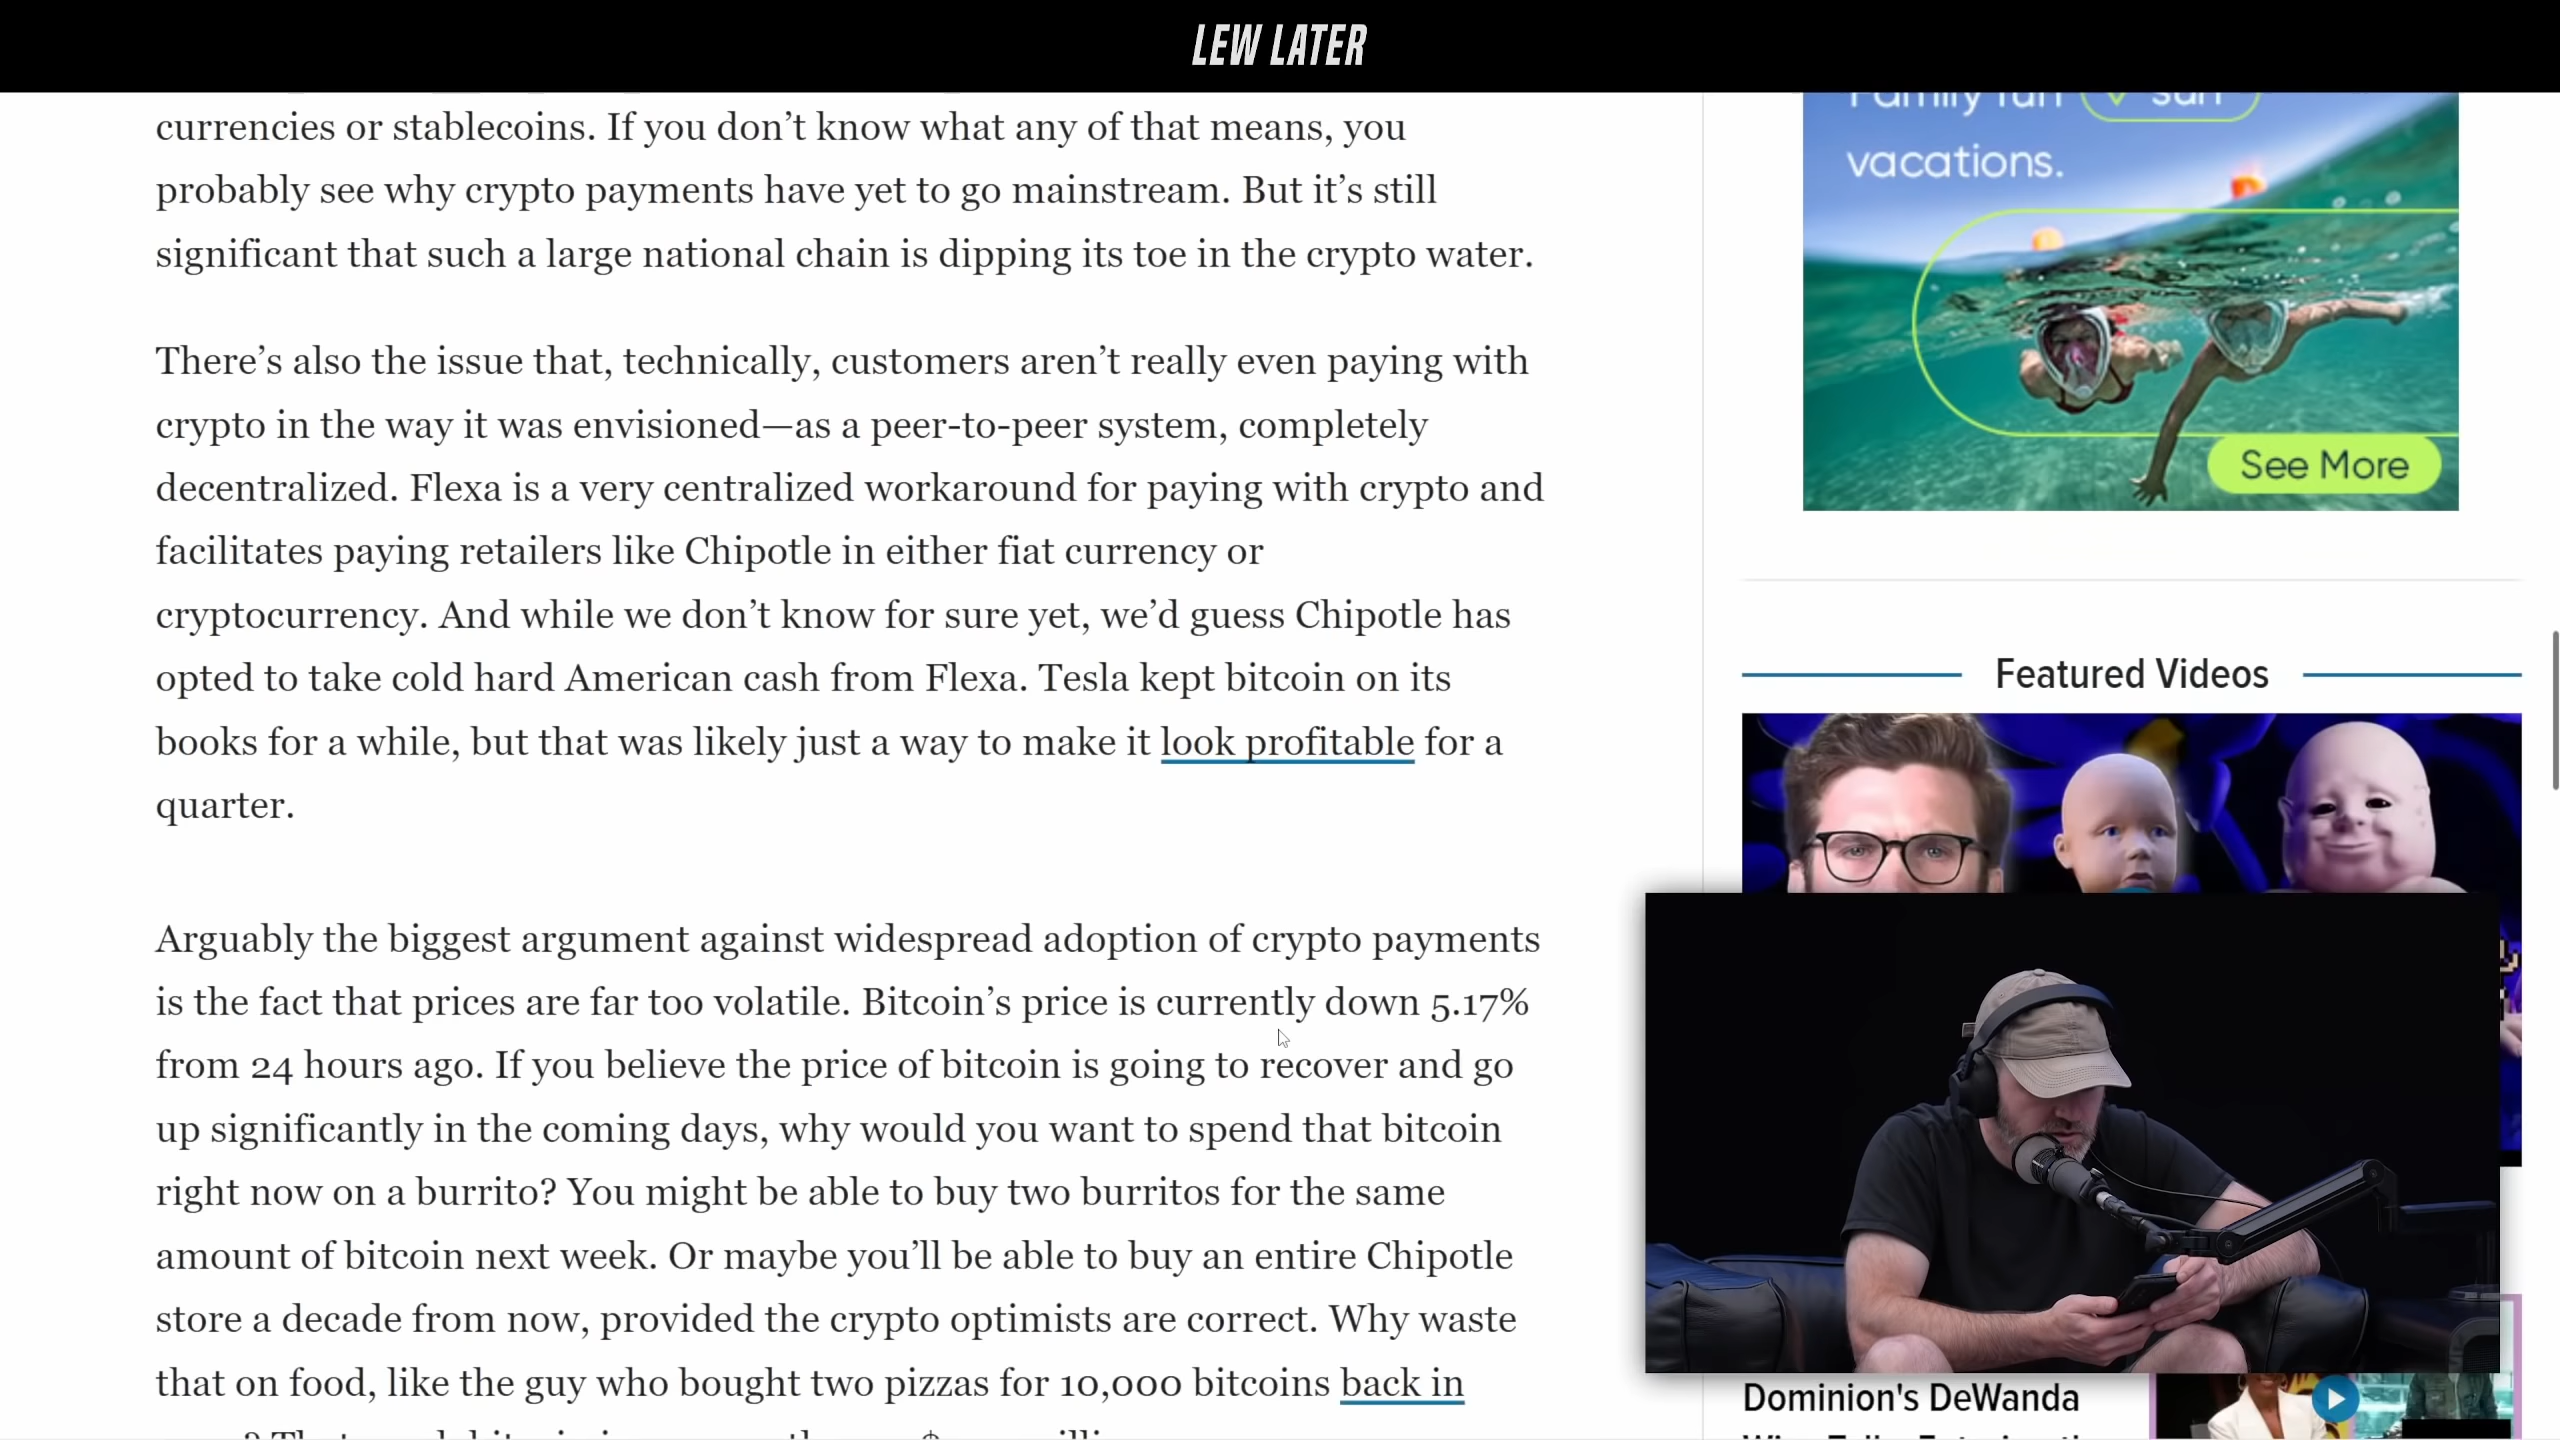 LEW LATER
currencies or stablecoins. If you don’t know what any of that means, you
probably see why crypto payments have yet to go mainstream. But it’s still
significant that such a large national chain is dipping its toe in the crypto water.
There’s also the issue that, technically, customers aren’t really even paying with
crypto in the way it was envisioned—as a peer-to-peer system, completely
decentralized. Flexa is a very centralized workaround for paying with crypto and
facilitates paying retailers like Chipotle in either fiat currency or
cryptocurrency. And while we don’t know for sure yet, we’d guess Chipotle has
opted to take cold hard American cash from Flexa. Tesla kept bitcoin on its
books for a while, but that was likely just a way to make it look profitable for a
quarter.
Arguably the biggest argument against widespread adoption of crypto payments
is the fact that prices are far too volatile. Bitcoin’s price is currently down 5.17%
from 24 hours ago. If you believe the price of bitcoin is going to recover and go
up significantly in the coming days, why would you want to spend that bitcoin
right now on a burrito? You might be able to buy two burritos for the same
amount of bitcoin next week. Or maybe you’ll be able to buy an entire Chipotle
store a decade from now, provided the crypto optimists are correct. Why waste
that on food, like the guy who bought two pizzas for 10,000 bitcoins back in
Family fun sun
vacations.
See More
Featured Videos
Dominion's DeWanda